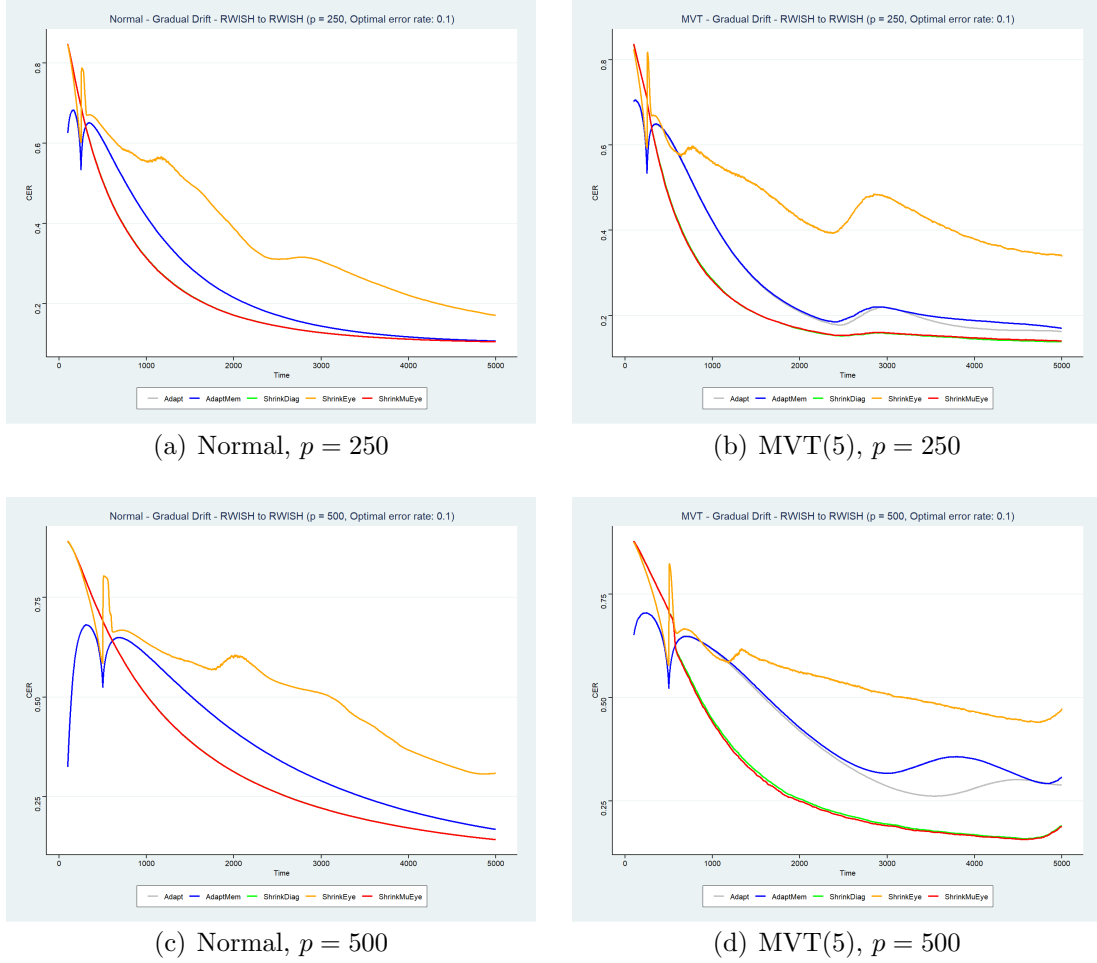 Normal - Gradual Drift - RWISH to RWISH (p = 250, Optimal error rate: 0.1)
CER
0.8
0.6
0.4
0.2
0 1000 2000 3000 4000 5000
Time
Adapt AdaptMem ShrinkDiag ShrinkEye ShrinkMuEye
(a) Normal, p = 250
MVT - Gradual Drift - RWISH to RWISH (p = 250, Optimal error rate: 0.1)
CER
0.8
0.6
0.4
0.2
0 1000 2000 3000 4000 5000
Time
Adapt AdaptMem ShrinkDiag ShrinkEye ShrinkMuEye
(b) MVT(5), p = 250
Normal - Gradual Drift - RWISH to RWISH (p = 500, Optimal error rate: 0.1)
CER
0.75
0.50
0.25
0 1000 2000 3000 4000 5000
Time
Adapt AdaptMem ShrinkDiag ShrinkEye ShrinkMuEye
(c) Normal, p = 500
MVT - Gradual Drift - RWISH to RWISH (p = 500, Optimal error rate: 0.1)
CER
0.75
0.50
0.25
0 1000 2000 3000 4000 5000
Time
Adapt AdaptMem ShrinkDiag ShrinkEye ShrinkMuEye
(d) MVT(5), p = 500